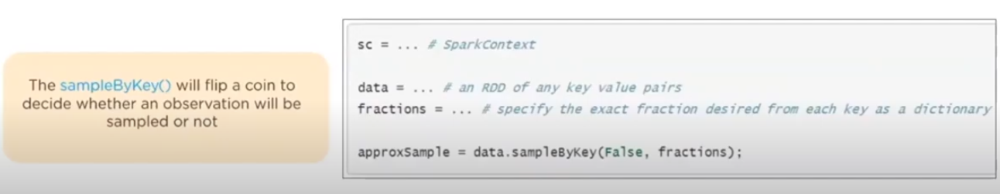 The sampleByKey() will flip a coin to
decide whether an observation will be
sampled or not
sc = ... # SparkContext
data = ... # an RDD of any key value pairs
fractions = ... # specify the exact fraction desired from each key as a dictionary
approxSample = data.sampleByKey(False, fractions);